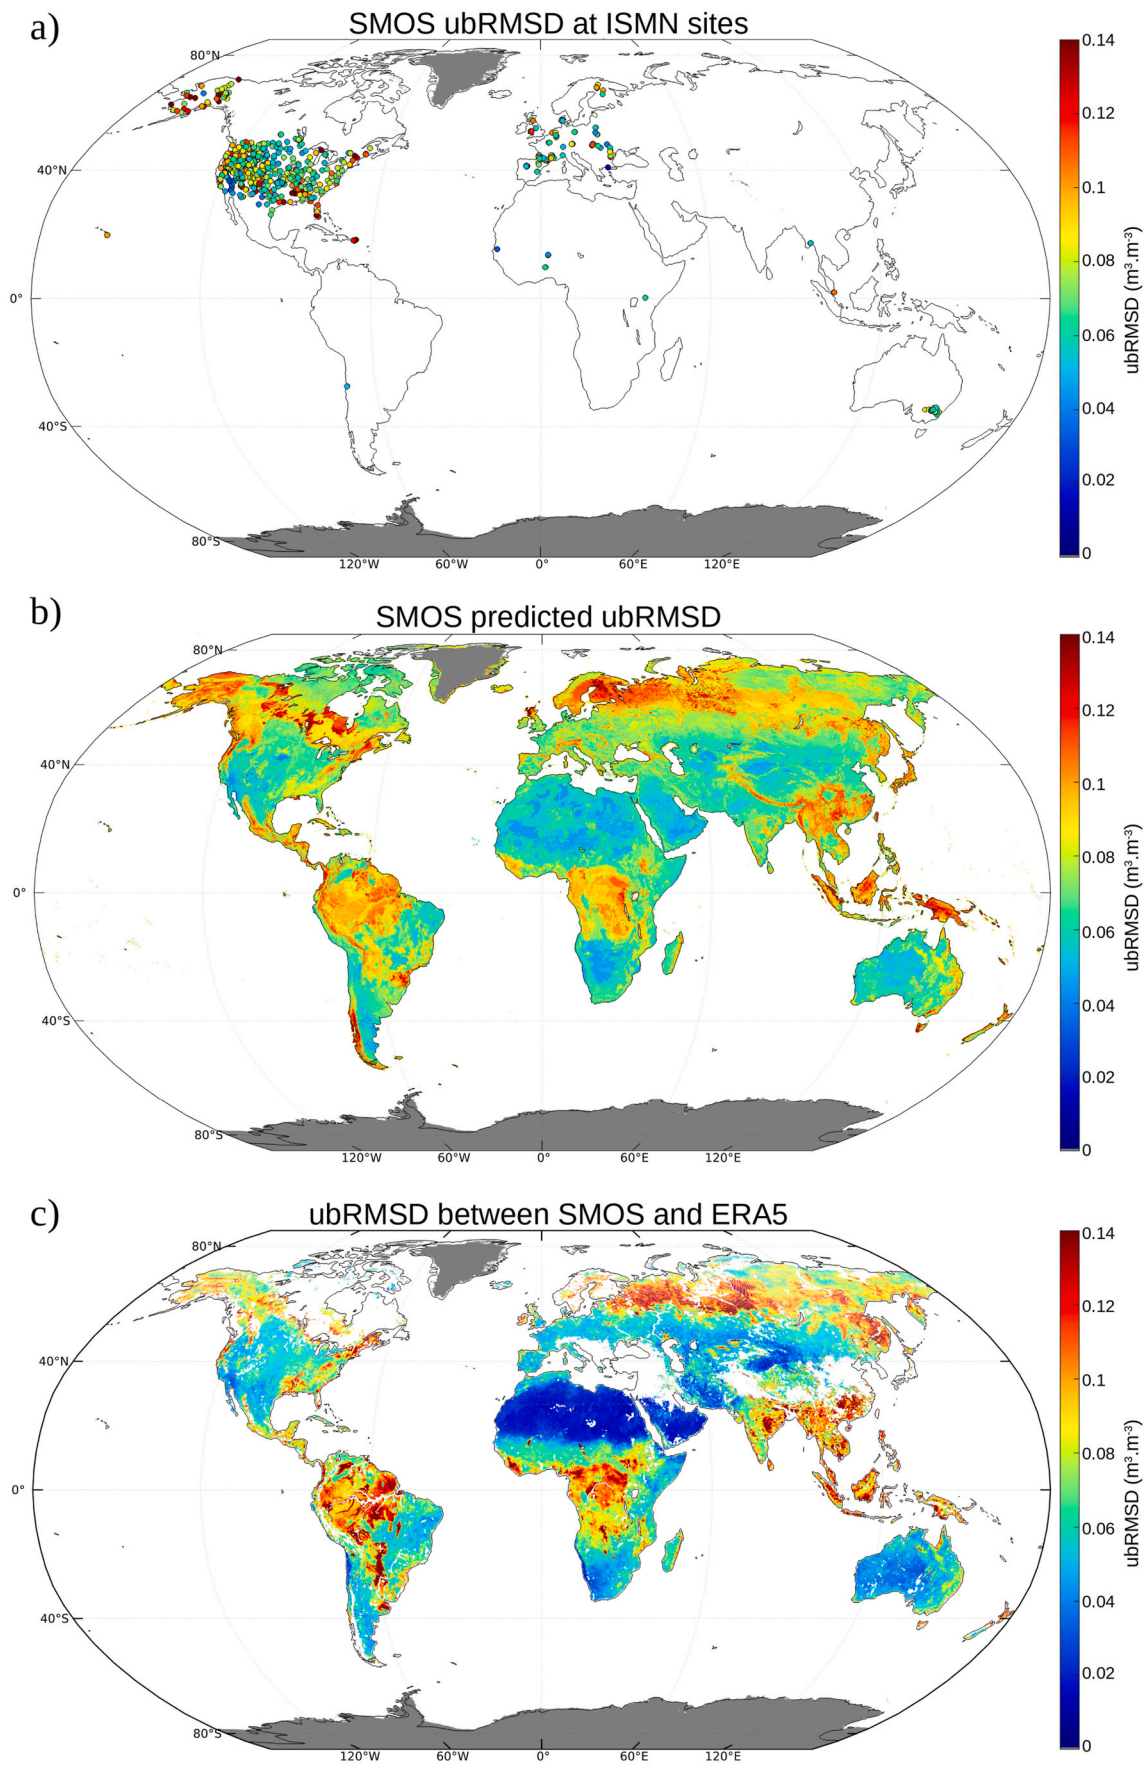 a)
SMOS ubRMSD at ISMN sites
80°N
40°N
0°
40°S
80°S
120°W 60°W 0° 60°E 120°E
0.14
0.12
0.1
0.08
0.06
0.04
0.02
0
ubRMSD (m³.m⁻³)
b)
SMOS predicted ubRMSD
80°N
40°N
0°
40°S
80°S
120°W 60°W 0° 60°E 120°E
0.14
0.12
0.1
0.08
0.06
0.04
0.02
0
ubRMSD (m³.m⁻³)
c)
ubRMSD between SMOS and ERA5
80°N
40°N
0°
40°S
80°S
120°W 60°W 0° 60°E 120°E
0.14
0.12
0.1
0.08
0.06
0.04
0.02
0
ubRMSD (m³.m⁻³)